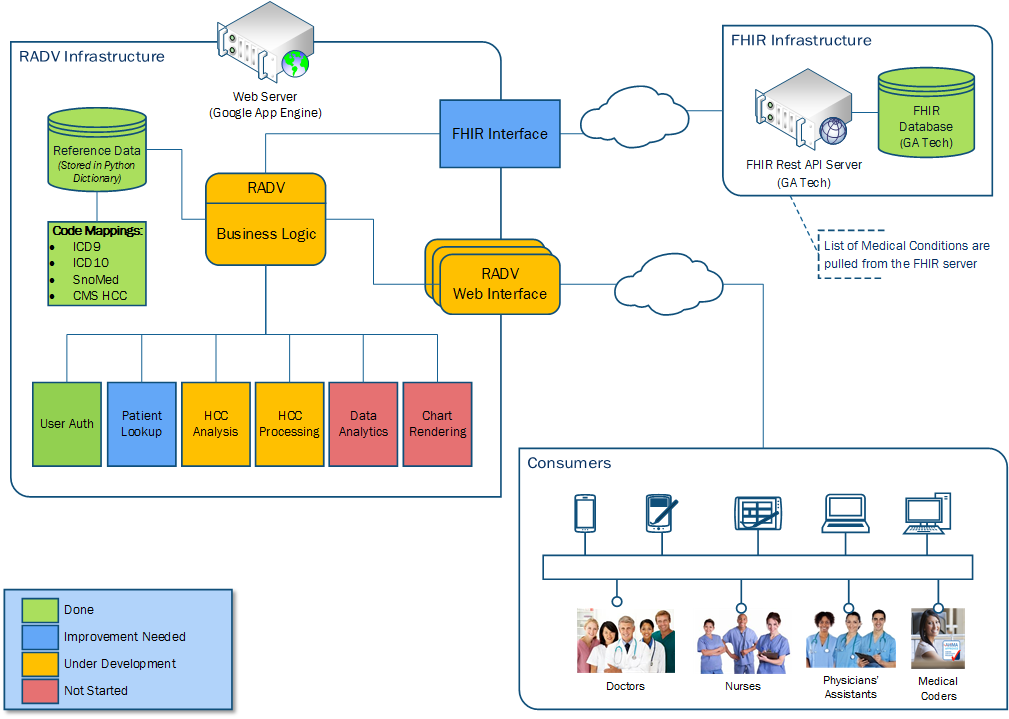 RADV Infrastructure
Web Server
(Google App Engine)
FHIR Infrastructure
FHIR Interface
FHIR
Database
(GA Tech)
FHIR Rest API Server
(GA Tech)
Reference Data
(Stored in Python
Dictionary)
RADV
Business Logic
Code Mappings:
• ICD9
• ICD10
• SnoMed
• CMS HCC
List of Medical Conditions are
pulled from the FHIR server
RADV
Web Interface
User Auth
Patient
Lookup
HCC
Analysis
HCC
Processing
Data
Analytics
Chart
Rendering
Consumers
Doctors
Nurses
Physicians'
Assistants
Medical
Coders
Done
Improvement Needed
Under Development
Not Started